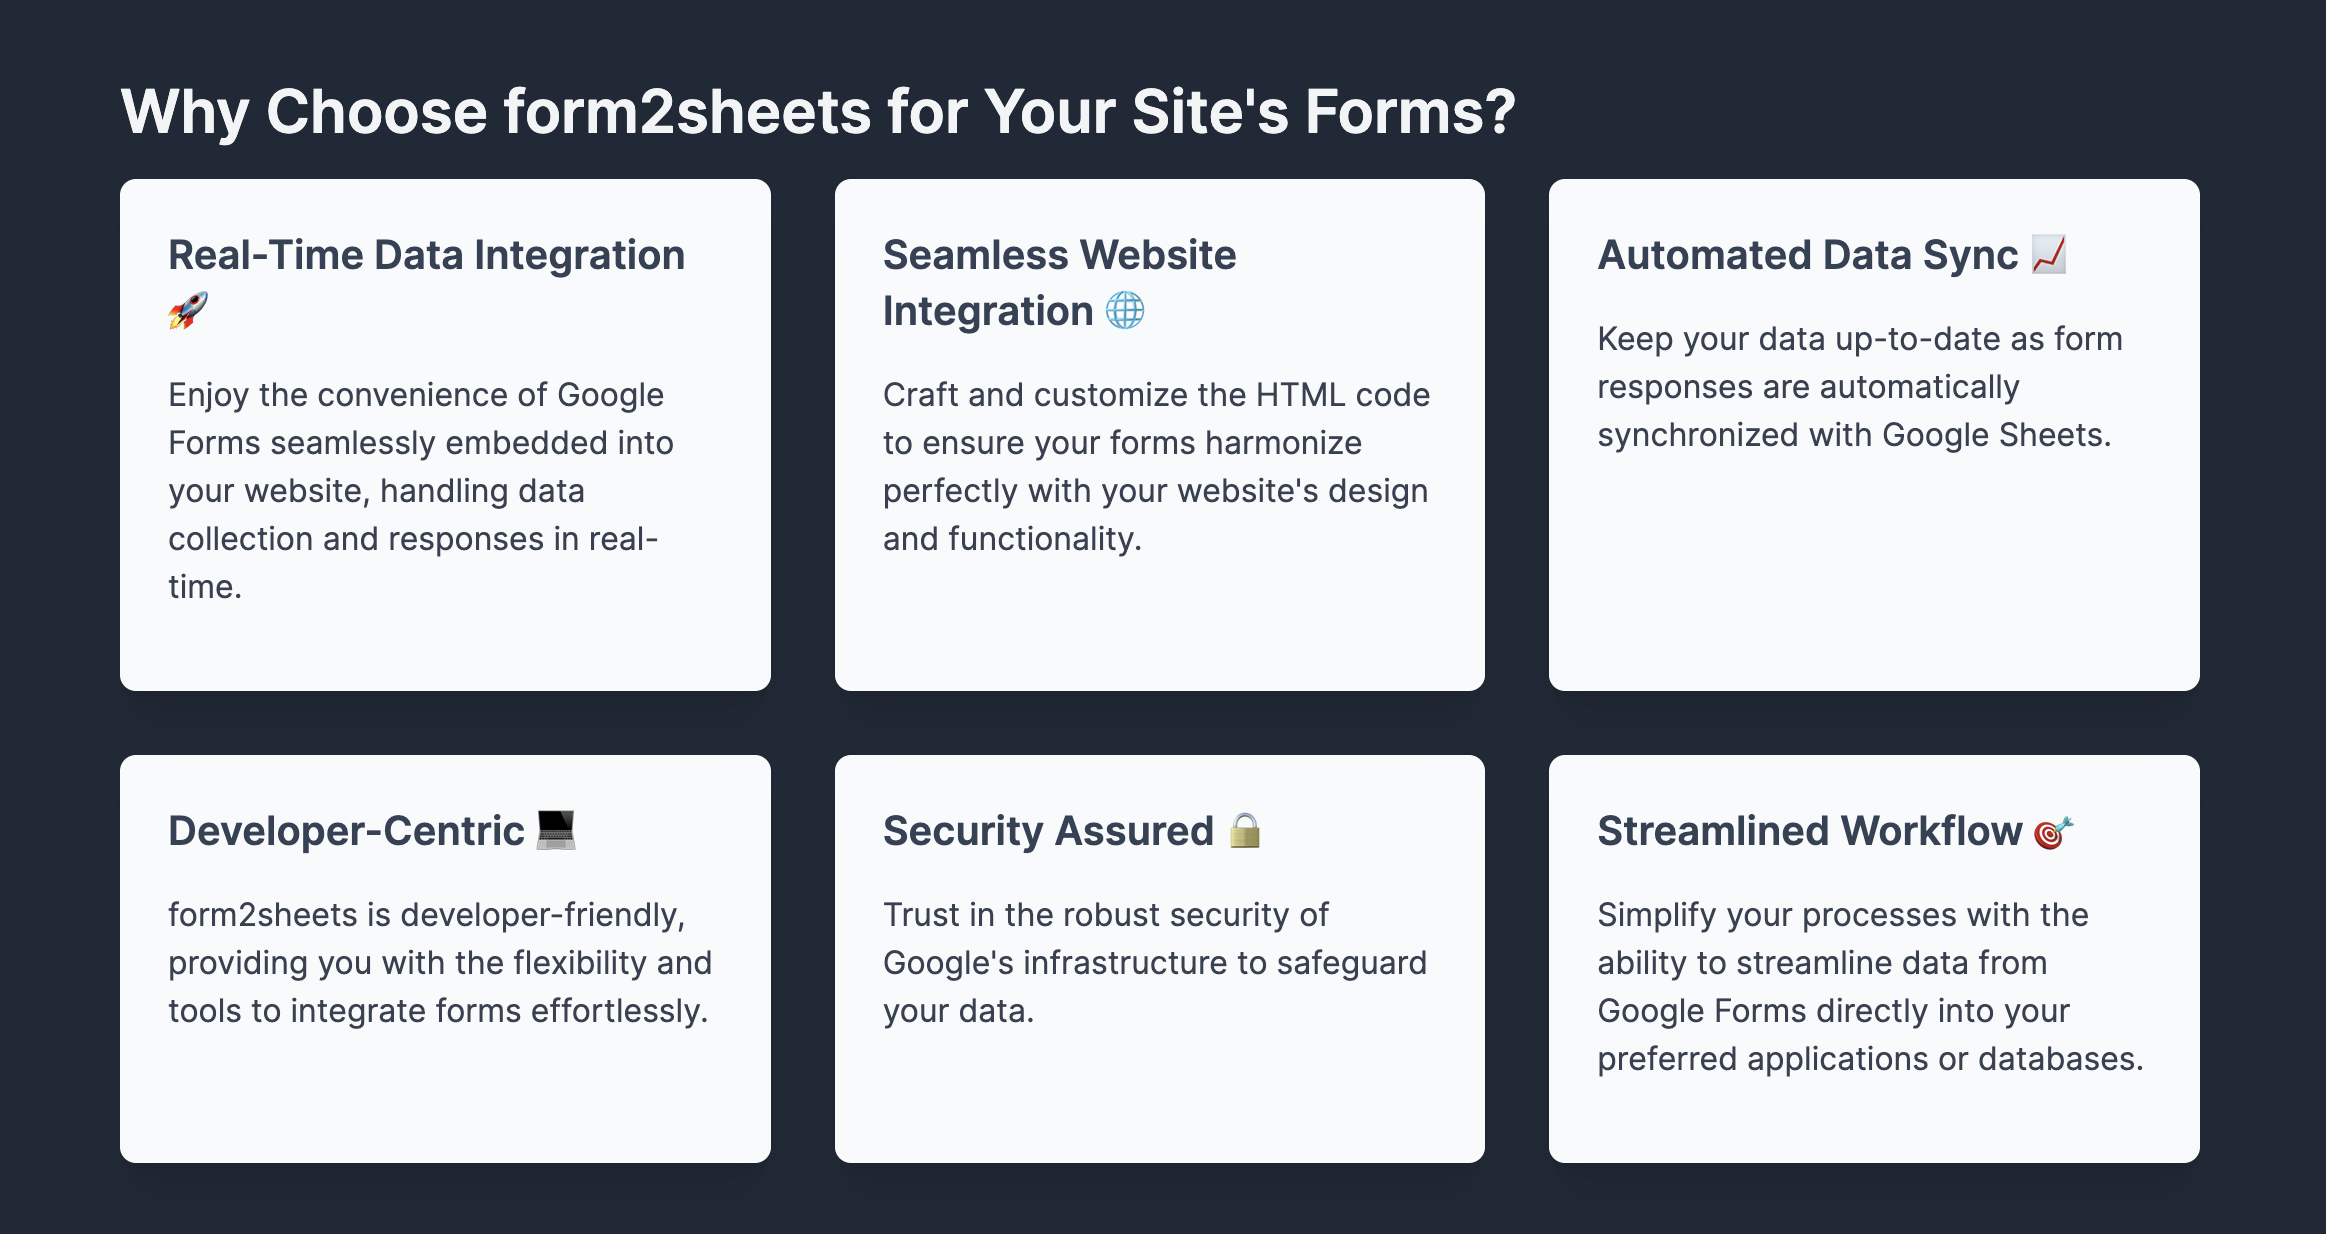 Why Choose form2sheets for Your Site's Forms?
Real-Time Data Integration
🚀
Enjoy the convenience of Google
Forms seamlessly embedded into
your website, handling data
collection and responses in real-
time.
Seamless Website
Integration 🌐
Craft and customize the HTML code
to ensure your forms harmonize
perfectly with your website's design
and functionality.
Automated Data Sync 📈
Keep your data up-to-date as form
responses are automatically
synchronized with Google Sheets.
Developer-Centric 💻
form2sheets is developer-friendly,
providing you with the flexibility and
tools to integrate forms effortlessly.
Security Assured 🔒
Trust in the robust security of
Google's infrastructure to safeguard
your data.
Streamlined Workflow 🎯
Simplify your processes with the
ability to streamline data from
Google Forms directly into your
preferred applications or databases.